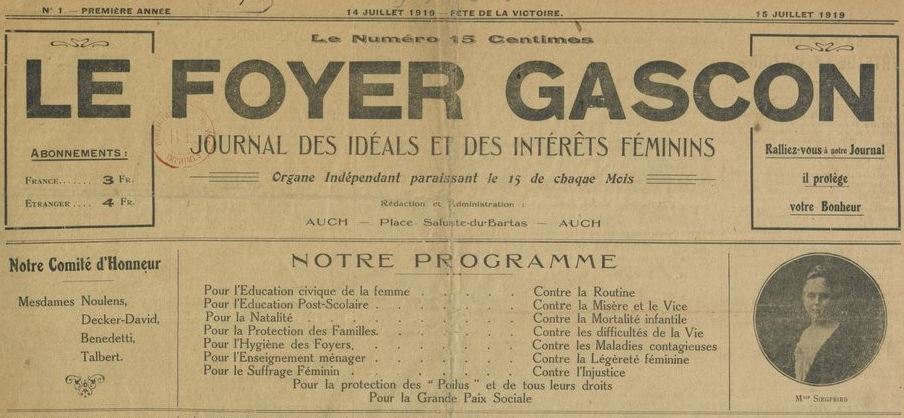 N° 1. — PREMIÈRE ANNÉE
14 JUILLET 1919 — FÊTE DE LA VICTOIRE.
15 JUILLET 1919
Le Numéro 15 Centimes
LE FOYER GASCON
JOURNAL DES IDÉALS ET DES INTÉRÊTS FÉMININS
Organe Indépendant paraissant le 15 de chaque Mois
Rédaction et Administration :
AUCH — Place Saluste-du-Bartas — AUCH
ABONNEMENTS :
FRANCE....... 3 FR.
ETRANGER .... 4 FR.
Ralliez-vous à notre Journal
il protège
votre Bonheur
Notre Comité d'Honneur
Mesdames Noulens,
Decker-David,
Benedetti,
Talbert.
NOTRE PROGRAMME
Pour l'Education civique de la femme . . . . . Contre la Routine
Pour l'Education Post-Scolaire . . . . . . Contre la Misère et le Vice
Pour la Natalité . . . . . . . . Contre la Mortalité infantile
Pour la Protection des Familles. . . . . . Contre les difficultés de la Vie
Pour l'Hygiène des Foyers, . . . . . . Contre les Maladies contagieuses
Pour l'Enseignement ménager . . . . . . Contre la Légèreté féminine
Pour le Suffrage Féminin . . . . . . . Contre l'Injustice
Pour la protection des " Poilus " et de tous leurs droits
Pour la Grande Paix Sociale
Mme SIEGFRIED